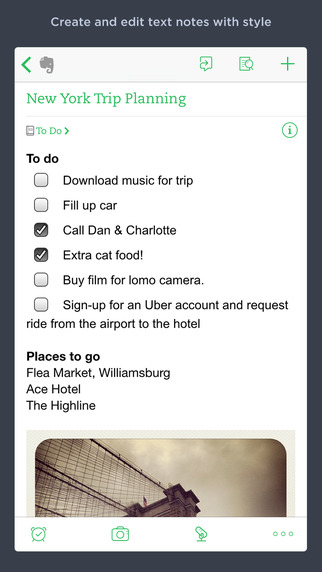 Create and edit text notes with style
New York Trip Planning
To Do
To do
Download music for trip
Fill up car
Call Dan & Charlotte
Extra cat food!
Buy film for lomo camera.
Sign-up for an Uber account and request
ride from the airport to the hotel
Places to go
Flea Market, Williamsburg
Ace Hotel
The Highline